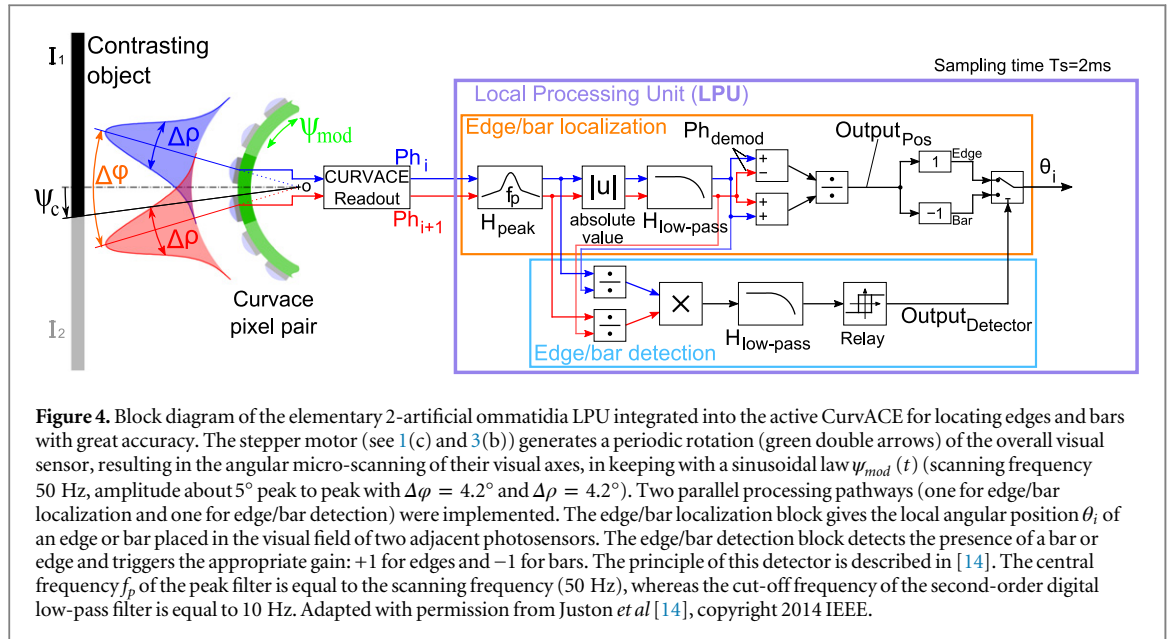 I₁
Contrasting
object
Sampling time Ts=2ms
Local Processing Unit (LPU)
Edge/bar localization
Δρ
ψmod
Δφ
Ψc
o
CURVACE
Readout
Phi
Phi+1
fp
Hpeak
|u|
absolute
value
Hlow-pass
Phdemod
+
−
+
+
÷
OutputPos
1
Edge
−1
Bar
θi
Δρ
Curvace
pixel pair
I₂
÷
÷
×
Hlow-pass
Relay
OutputDetector
Edge/bar detection
Figure 4. Block diagram of the elementary 2-artificial ommatidia LPU integrated into the active CurvACE for locating edges and bars
with great accuracy. The stepper motor (see 1(c) and 3(b)) generates a periodic rotation (green double arrows) of the overall visual
sensor, resulting in the angular micro-scanning of their visual axes, in keeping with a sinusoidal law ψmod (t) (scanning frequency
50 Hz, amplitude about 5° peak to peak with Δφ = 4.2° and Δρ = 4.2°). Two parallel processing pathways (one for edge/bar
localization and one for edge/bar detection) were implemented. The edge/bar localization block gives the local angular position θi of
an edge or bar placed in the visual field of two adjacent photosensors. The edge/bar detection block detects the presence of a bar or
edge and triggers the appropriate gain: +1 for edges and −1 for bars. The principle of this detector is described in [14]. The central
frequency fp of the peak filter is equal to the scanning frequency (50 Hz), whereas the cut-off frequency of the second-order digital
low-pass filter is equal to 10 Hz. Adapted with permission from Juston et al [14], copyright 2014 IEEE.